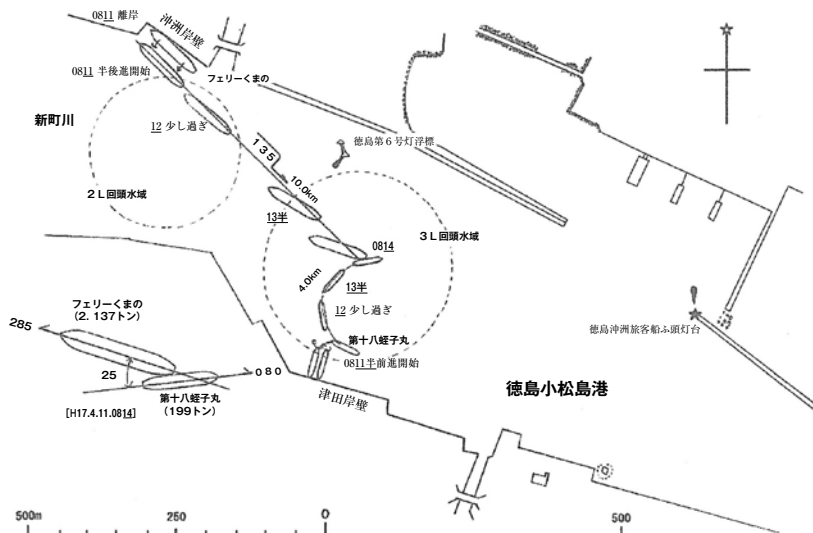 0811 離岸
沖洲岸壁
0811 半後進開始
フェリーくまの
新町川
12 少し過ぎ
徳島第６号灯浮標
135
10.0km
2L回頭水域
13半
3L回頭水域
0814
4.0km
13半
12 少し過ぎ
フェリーくまの
(2. 137トン)
285
第十八蛭子丸
0811半前進開始
徳島沖洲旅客船ふ頭灯台
25
080
第十八蛭子丸
(199トン)
[H17.4.11.0814]
津田岸壁
徳島小松島港
500m
250
0
500